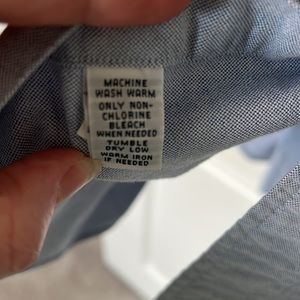 MACHINE
WASH WARM
ONLY NON-
CHLORINE
BLEACH
WHEN NEEDED
TUMBLE
DRY LOW
WARM IRON
IF NEEDED